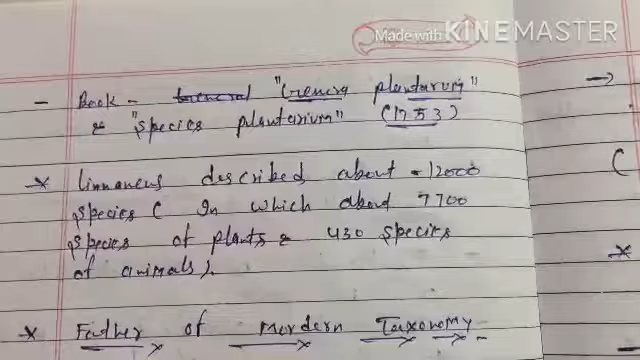 Made with KINEMASTER
- Book - General "Genera plantarum"
& "species plantarium" (1753)
* Linnaeus described about 12000
species ( In which about 7700
species of plants & 430 species
of animals).
* Father of Mordern Taxonomy